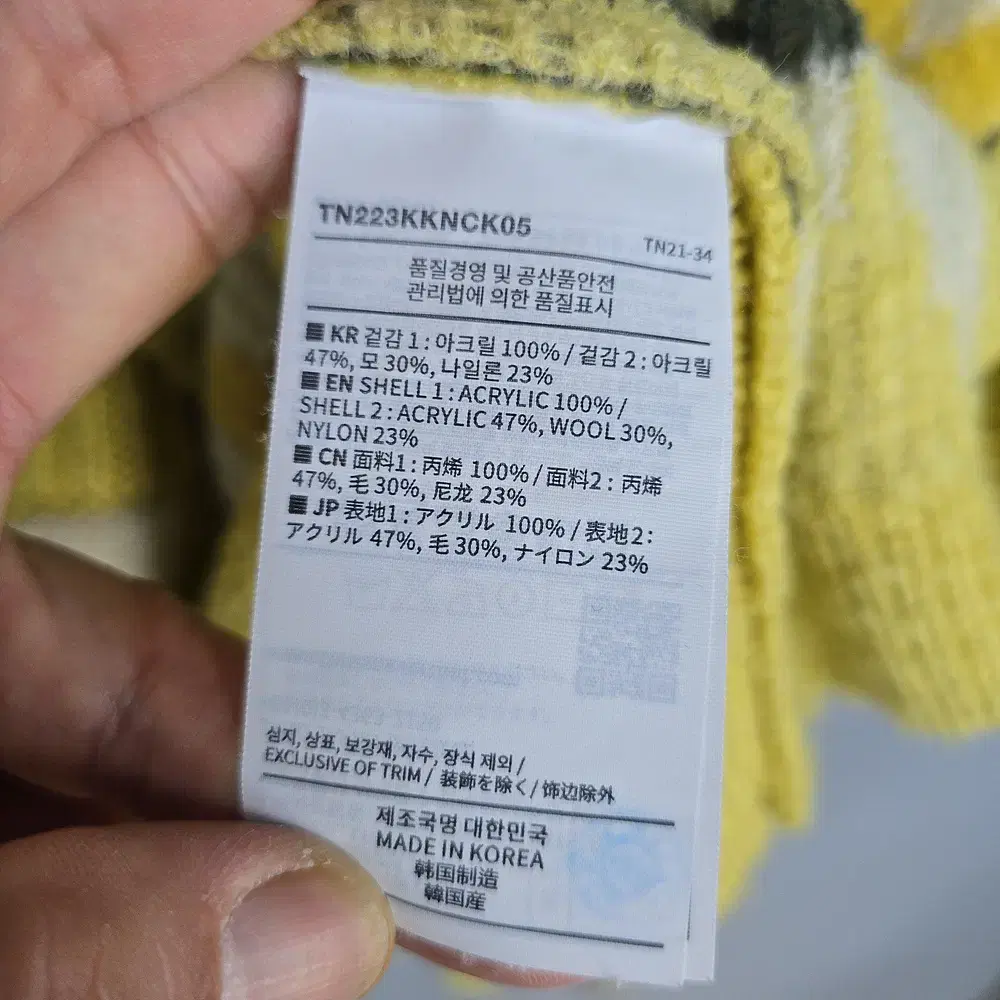 TN223KKNCK05
TN21-34
품질경영 및 공산품안전
관리법에 의한 품질표시
KR 겉감 1 : 아크릴 100% / 겉감 2 : 아크릴
47%, 모 30%, 나일론 23%
EN SHELL 1 : ACRYLIC 100% /
SHELL 2 : ACRYLIC 47%, WOOL 30%,
NYLON 23%
CN 面料1 : 丙烯 100% / 面料2 : 丙烯
47%, 毛 30%, 尼龙 23%
JP 表地1 : アクリル 100% / 表地2 :
アクリル 47%, 毛 30%, ナイロン 23%
심지, 상표, 보강재, 자수, 장식 제외 /
EXCLUSIVE OF TRIM / 装飾を除く / 饰边除外
제조국명 대한민국
MADE IN KOREA
韩国制造
韓国産